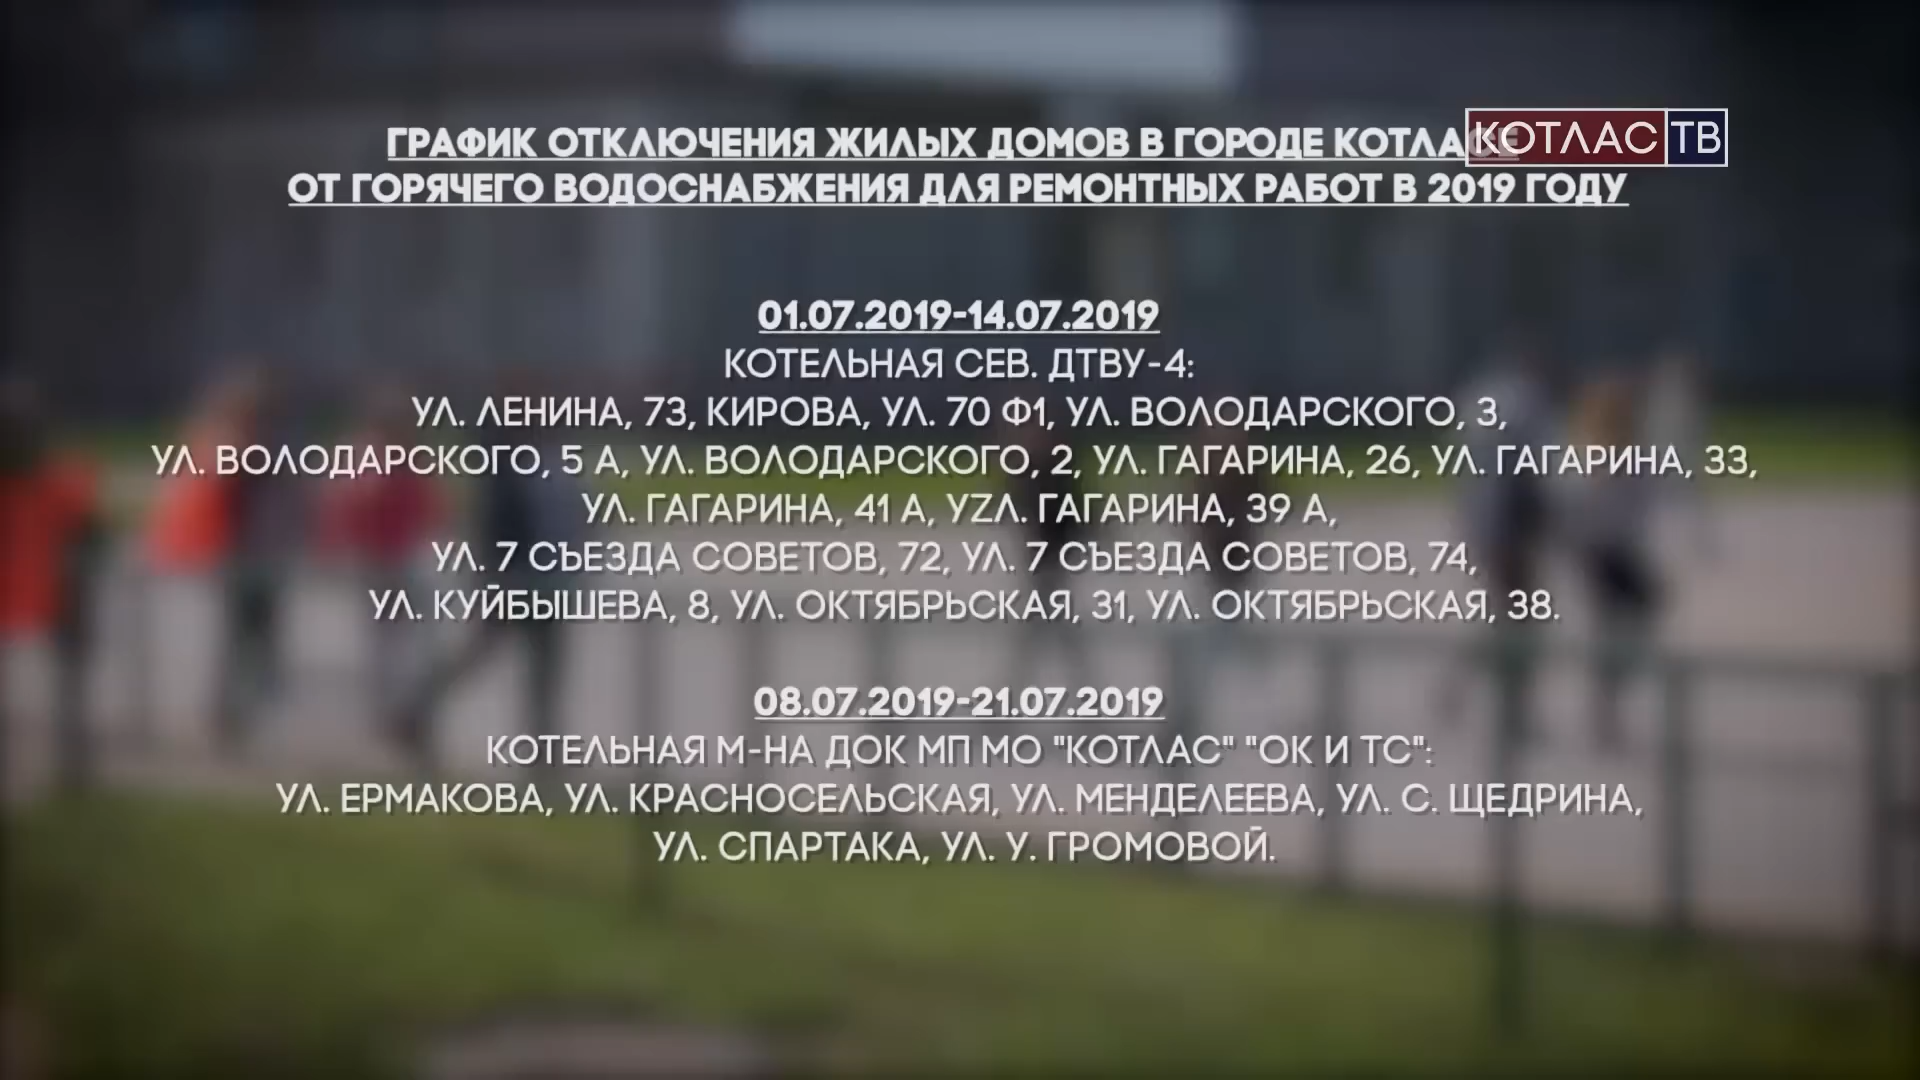 ГРАФИК ОТКЛЮЧЕНИЯ ЖИЛЫХ ДОМОВ В ГОРОДЕ КОТЛАСЕ
КОТЛАС ТВ
ОТ ГОРЯЧЕГО ВОДОСНАБЖЕНИЯ ДЛЯ РЕМОНТНЫХ РАБОТ В 2019 ГОДУ
01.07.2019-14.07.2019
КОТЕЛЬНАЯ СЕВ. ДТВУ-4:
УЛ. ЛЕНИНА, 73, КИРОВА, УЛ. 70 Ф1, УЛ. ВОЛОДАРСКОГО, 3,
УЛ. ВОЛОДАРСКОГО, 5 А, УЛ. ВОЛОДАРСКОГО, 2, УЛ. ГАГАРИНА, 26, УЛ. ГАГАРИНА, 33,
УЛ. ГАГАРИНА, 41 А, УZЛ. ГАГАРИНА, 39 А,
УЛ. 7 СЪЕЗДА СОВЕТОВ, 72, УЛ. 7 СЪЕЗДА СОВЕТОВ, 74,
УЛ. КУЙБЫШЕВА, 8, УЛ. ОКТЯБРЬСКАЯ, 31, УЛ. ОКТЯБРЬСКАЯ, 38.
08.07.2019-21.07.2019
КОТЕЛЬНАЯ М-НА ДОК МП МО "КОТЛАС" "ОК И ТС":
УЛ. ЕРМАКОВА, УЛ. КРАСНОСЕЛЬСКАЯ, УЛ. МЕНДЕЛЕЕВА, УЛ. С. ЩЕДРИНА,
УЛ. СПАРТАКА, УЛ. У. ГРОМОВОЙ.